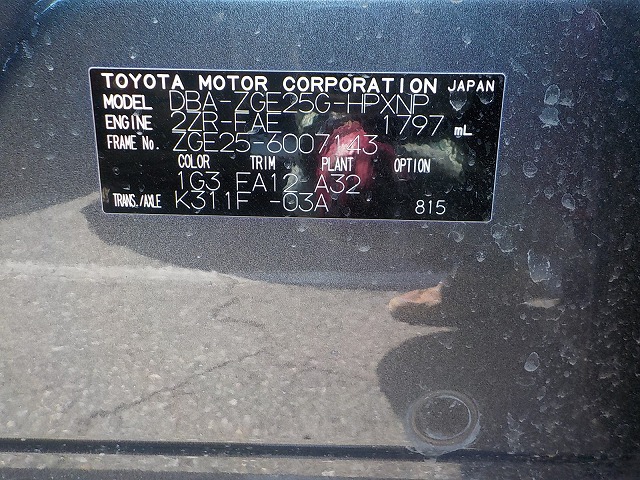 TOYOTA MOTOR CORPORATION JAPAN
MODEL DBA-ZGE25G-HPXNP
ENGINE 2ZR-FAE 1797 mL
FRAME No. ZGE25-6007143
COLOR TRIM PLANT OPTION
1G3 FA12 -A32
TRANS./AXLE K311F -03A 815